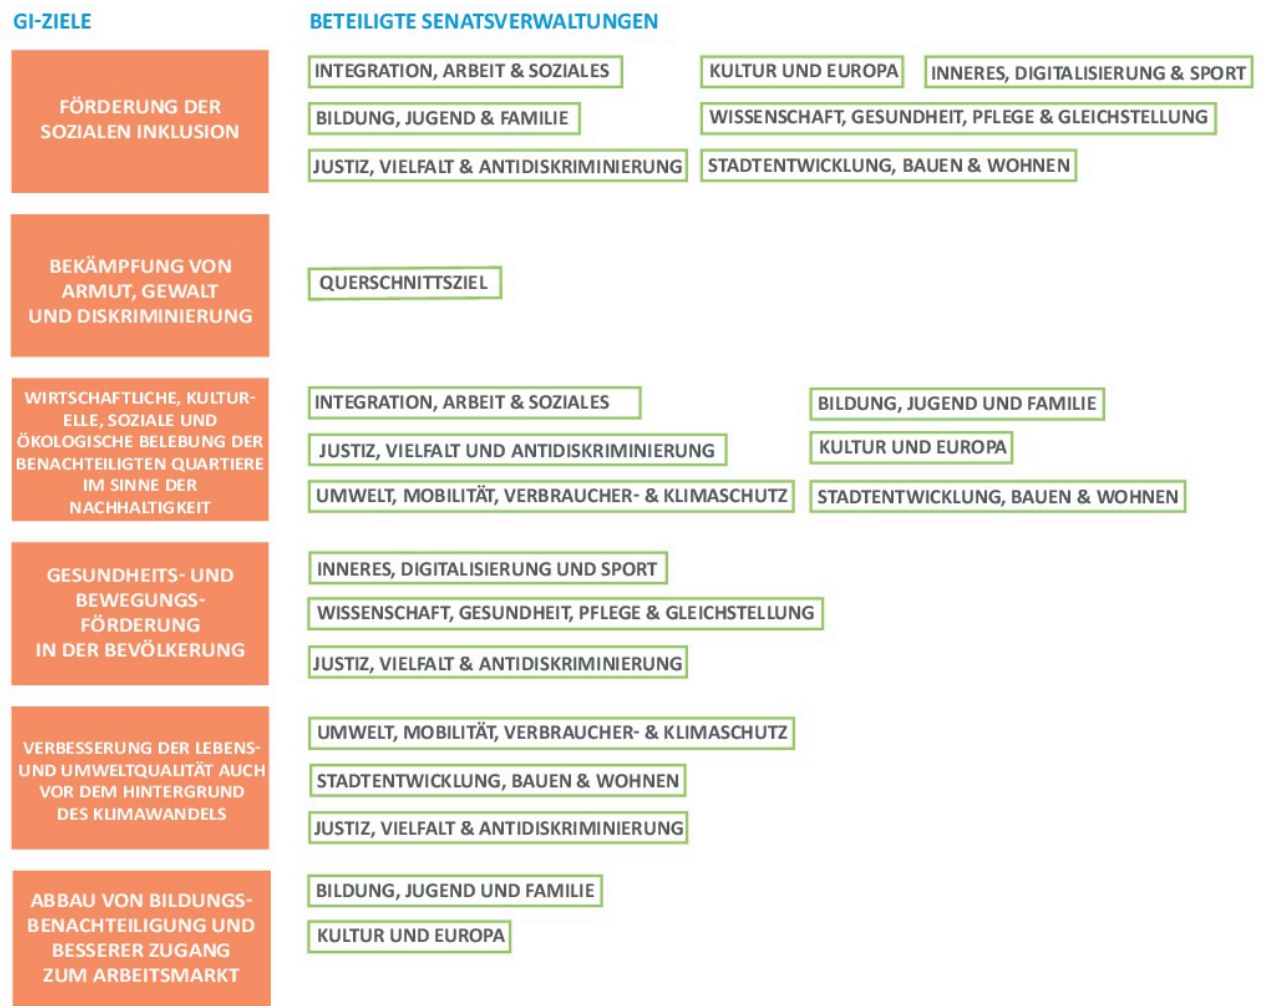 GI-ZIELE
BETEILIGTE SENATSVERWALTUNGEN
FÖRDERUNG DER
SOZIALEN INKLUSION
INTEGRATION, ARBEIT & SOZIALES
KULTUR UND EUROPA
INNERES, DIGITALISIERUNG & SPORT
BILDUNG, JUGEND & FAMILIE
WISSENSCHAFT, GESUNDHEIT, PFLEGE & GLEICHSTELLUNG
JUSTIZ, VIELFALT & ANTIDISKRIMINIERUNG
STADTENTWICKLUNG, BAUEN & WOHNEN
BEKÄMPFUNG VON
ARMUT, GEWALT
UND DISKRIMINIERUNG
QUERSCHNITTSZIEL
WIRTSCHAFTLICHE, KULTUR-
ELLE, SOZIALE UND
ÖKOLOGISCHE BELEBUNG DER
BENACHTEILIGTEN QUARTIERE
IM SINNE DER
NACHHALTIGKEIT
INTEGRATION, ARBEIT & SOZIALES
BILDUNG, JUGEND UND FAMILIE
JUSTIZ, VIELFALT UND ANTIDISKRIMINIERUNG
KULTUR UND EUROPA
UMWELT, MOBILITÄT, VERBRAUCHER- & KLIMASCHUTZ
STADTENTWICKLUNG, BAUEN & WOHNEN
GESUNDHEITS- UND
BEWEGUNGS-
FÖRDERUNG
IN DER BEVÖLKERUNG
INNERES, DIGITALISIERUNG UND SPORT
WISSENSCHAFT, GESUNDHEIT, PFLEGE & GLEICHSTELLUNG
JUSTIZ, VIELFALT & ANTIDISKRIMINIERUNG
VERBESSERUNG DER LEBENS-
UND UMWELTQUALITÄT AUCH
VOR DEM HINTERGRUND
DES KLIMAWANDELS
UMWELT, MOBILITÄT, VERBRAUCHER- & KLIMASCHUTZ
STADTENTWICKLUNG, BAUEN & WOHNEN
JUSTIZ, VIELFALT & ANTIDISKRIMINIERUNG
ABBAU VON BILDUNGS-
BENACHTEILIGUNG UND
BESSERER ZUGANG
ZUM ARBEITSMARKT
BILDUNG, JUGEND UND FAMILIE
KULTUR UND EUROPA